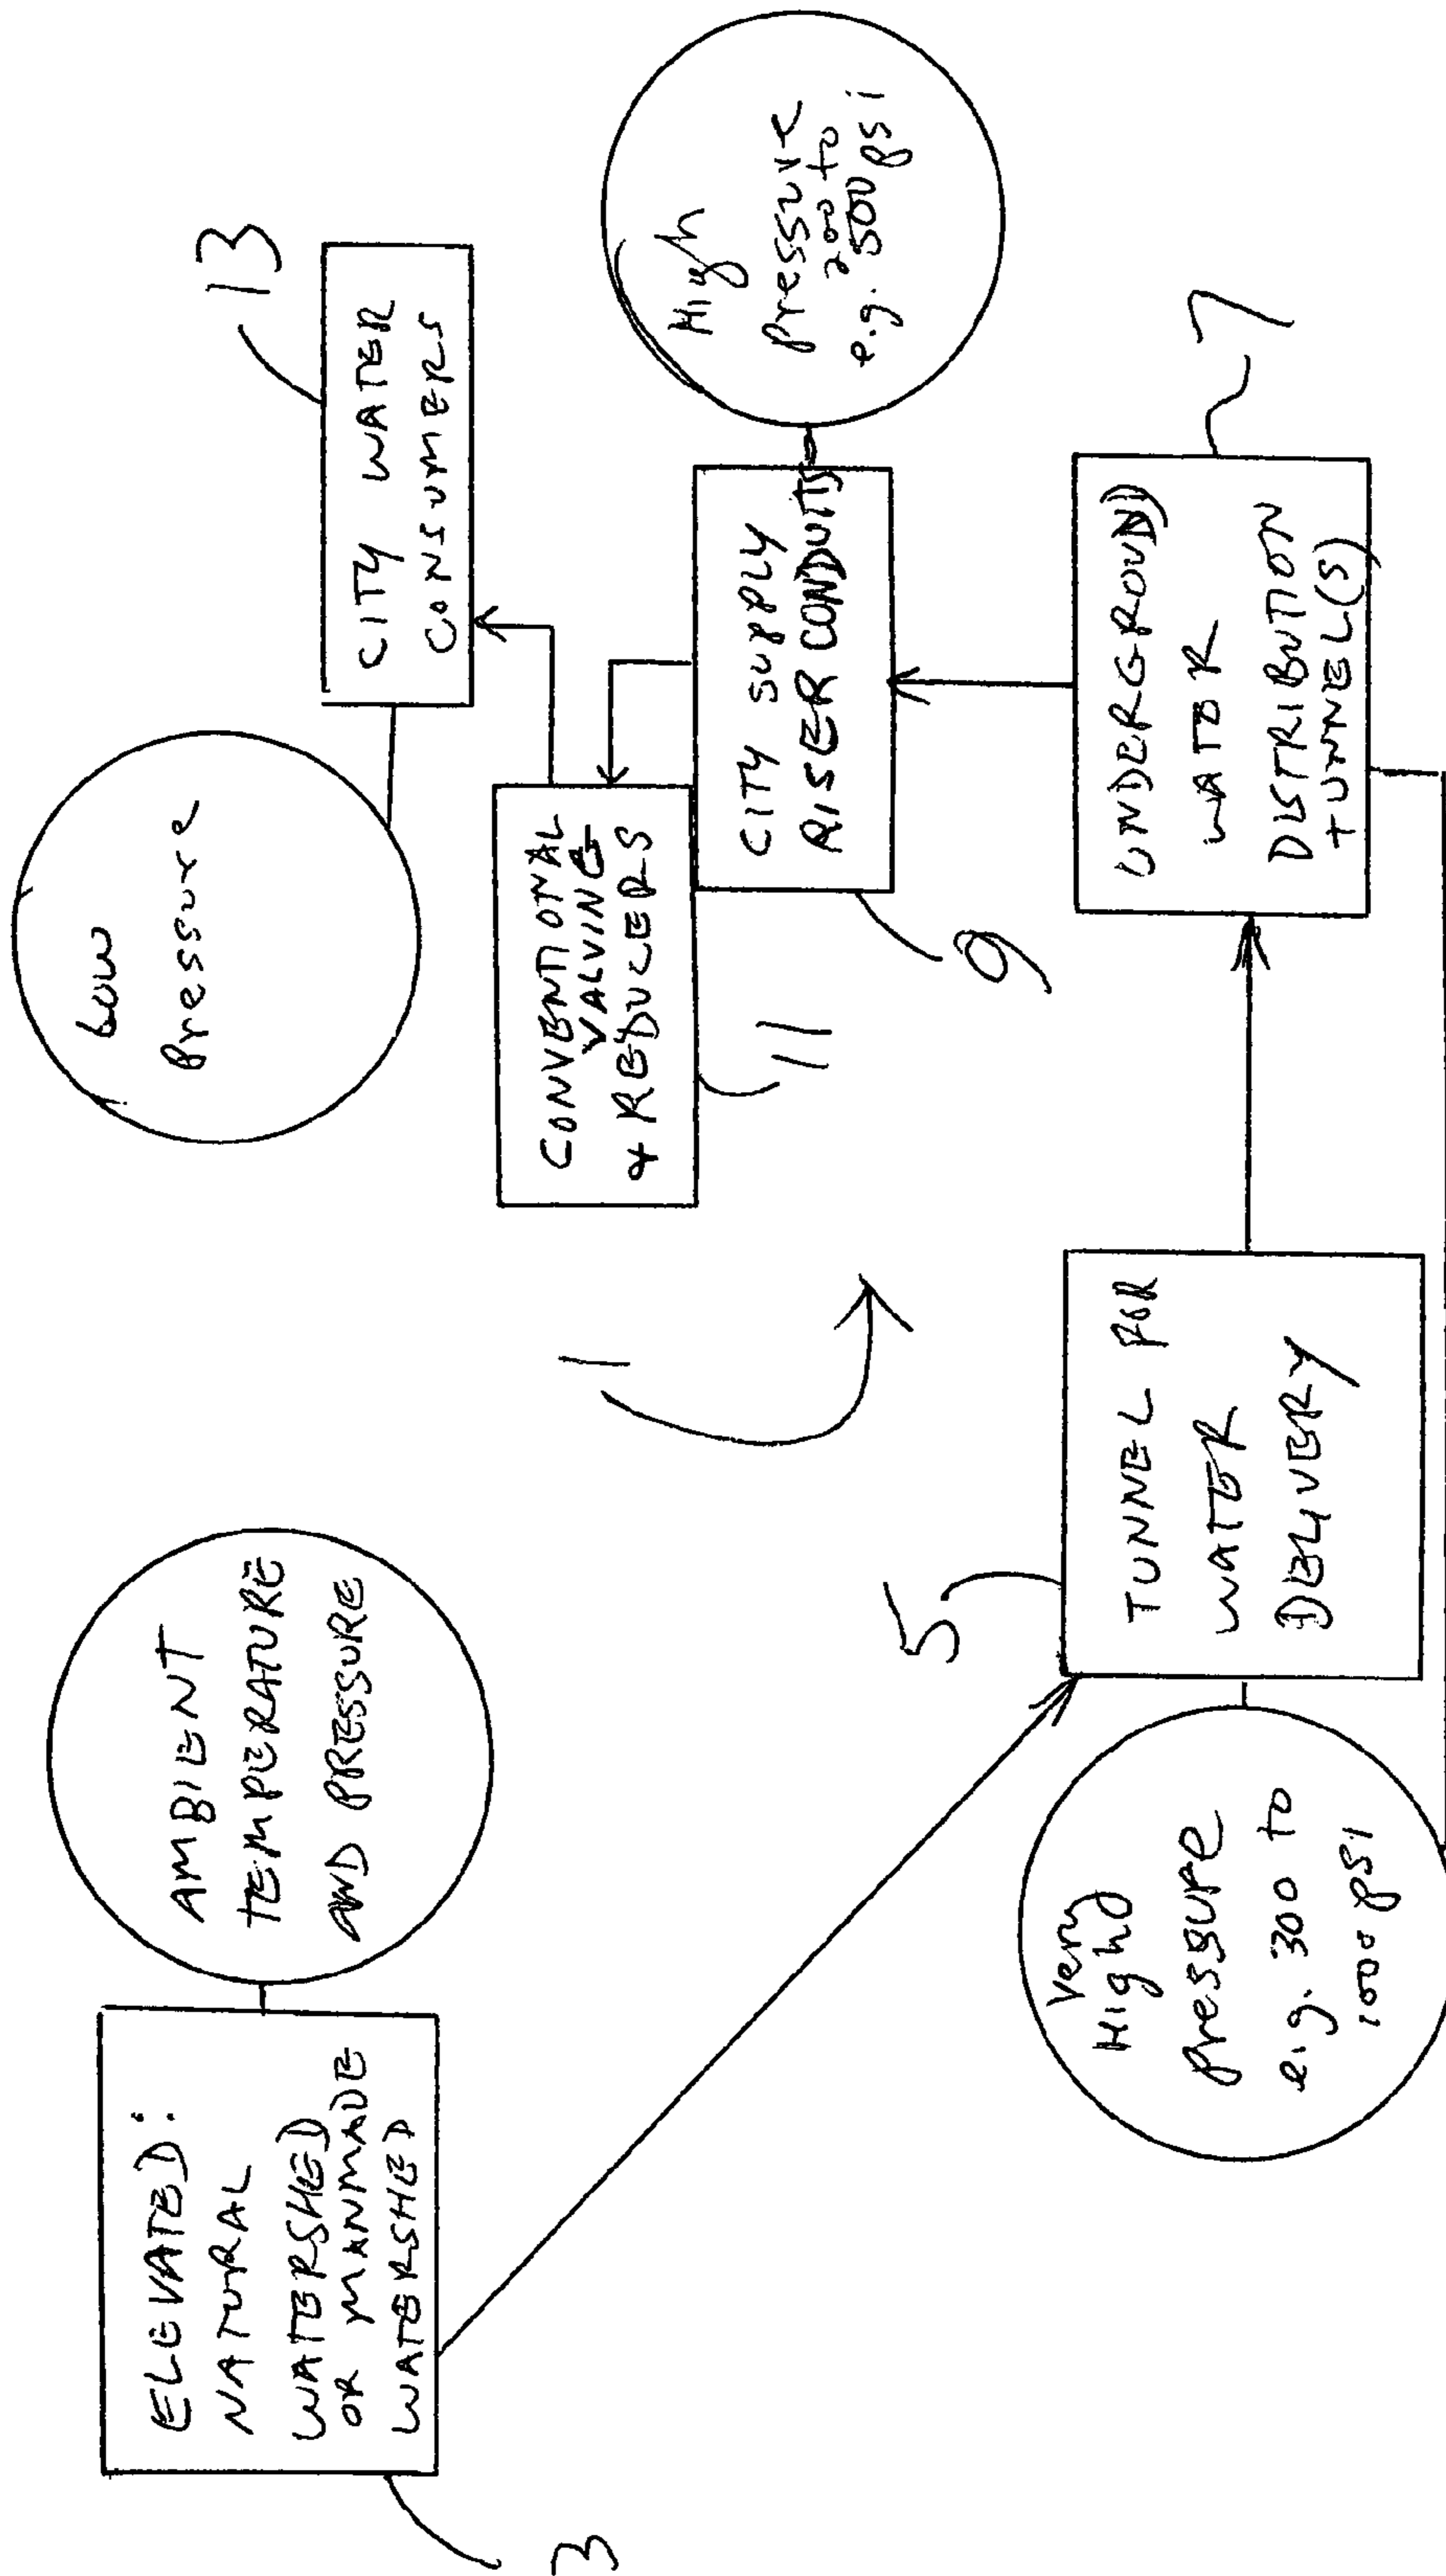 ELEVATED:
NATURAL
WATERSHED
OR MANMADE
WATERSHED
3
AMBIENT
TEMPERATURE
AND PRESSURE
Very
High
pressure
e.g. 300 to
1000 psi
5
TUNNEL FOR
WATER
DELIVERY
1
UNDERGROUND
WATER
DISTRIBUTION
TUNNEL(S)
7
CITY SUPPLY
RISER CONDUITS
9
High
pressure
200 to
e.g. 500 psi
CONVENTIONAL
VALVING
& REDUCERS
11
Low
pressure
CITY WATER
CONSUMERS
13